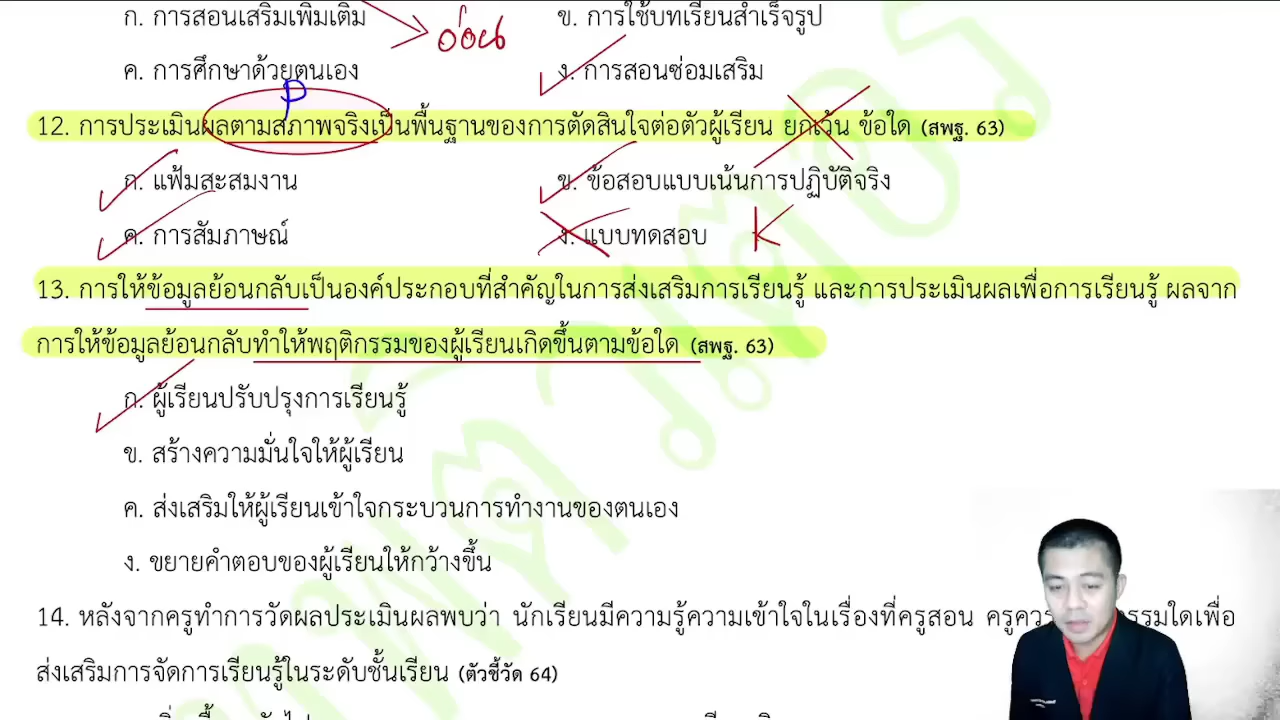 ก. การสอนเสริมเพิ่มเติม ข. การใช้บทเรียนสำเร็จรูป
อ่อน
ค. การศึกษาด้วยตนเอง ง. การสอนซ่อมเสริม
P
12. การประเมินผลตามสภาพจริงเป็นพื้นฐานของการตัดสินใจต่อตัวผู้เรียน ยกเว้น ข้อใด (สพฐ. 63)
ก. แฟ้มสะสมงาน ข. ข้อสอบแบบเน้นการปฏิบัติจริง
ค. การสัมภาษณ์ ง. แบบทดสอบ K
13. การให้ข้อมูลย้อนกลับเป็นองค์ประกอบที่สำคัญในการส่งเสริมการเรียนรู้ และการประเมินผลเพื่อการเรียนรู้ ผลจาก
การให้ข้อมูลย้อนกลับทำให้พฤติกรรมของผู้เรียนเกิดขึ้นตามข้อใด (สพฐ. 63)
ก. ผู้เรียนปรับปรุงการเรียนรู้
ข. สร้างความมั่นใจให้ผู้เรียน
ค. ส่งเสริมให้ผู้เรียนเข้าใจกระบวนการทำงานของตนเอง
ง. ขยายคำตอบของผู้เรียนให้กว้างขึ้น
14. หลังจากครูทำการวัดผลประเมินผลพบว่า นักเรียนมีความรู้ความเข้าใจในเรื่องที่ครูสอน ครูควร รมใดเพื่อ
ส่งเสริมการจัดการเรียนรู้ในระดับชั้นเรียน (ตัวชี้วัด 64)